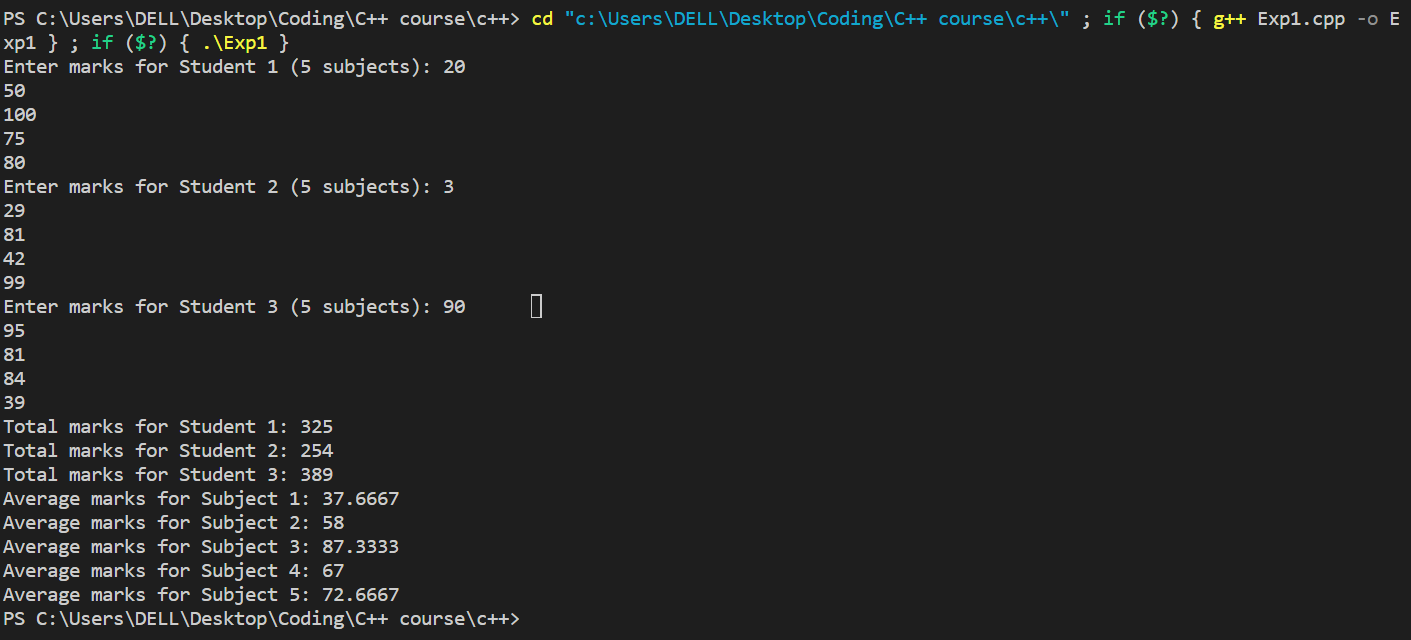 PS C:\Users\DELL\Desktop\Coding\C++ course\c++> cd "c:\Users\DELL\Desktop\Coding\C++ course\c++\" ; if ($?) { g++ Exp1.cpp -o E
xp1 } ; if ($?) { .\Exp1 }
Enter marks for Student 1 (5 subjects): 20
50
100
75
80
Enter marks for Student 2 (5 subjects): 3
29
81
42
99
Enter marks for Student 3 (5 subjects): 90
95
81
84
39
Total marks for Student 1: 325
Total marks for Student 2: 254
Total marks for Student 3: 389
Average marks for Subject 1: 37.6667
Average marks for Subject 2: 58
Average marks for Subject 3: 87.3333
Average marks for Subject 4: 67
Average marks for Subject 5: 72.6667
PS C:\Users\DELL\Desktop\Coding\C++ course\c++>